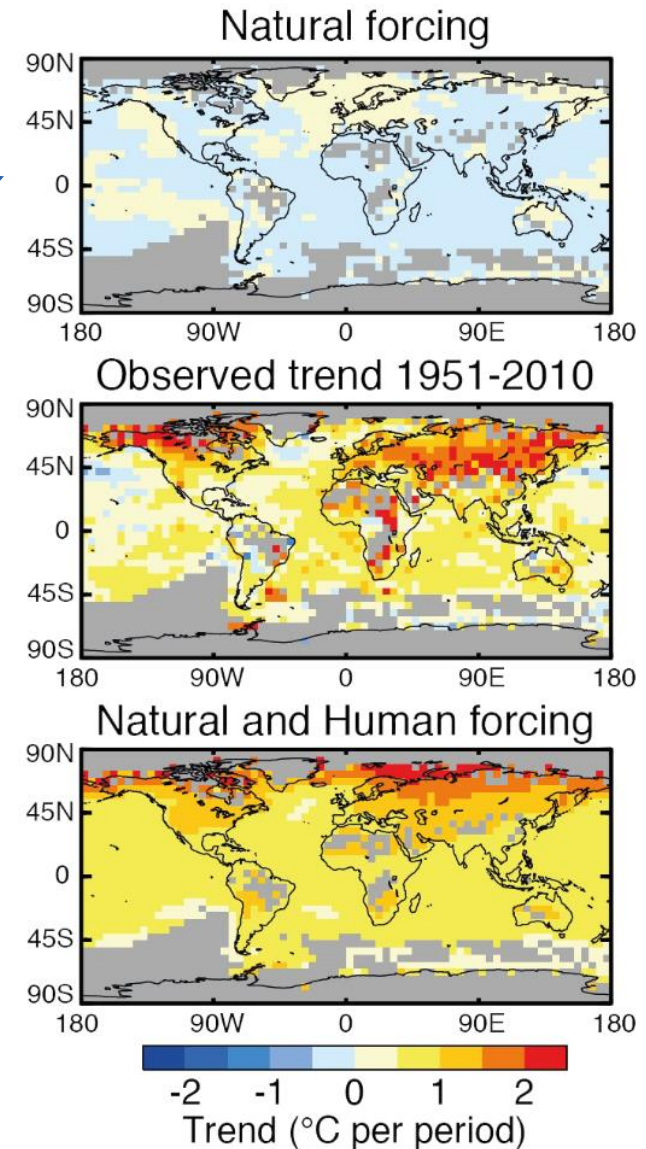 Natural forcing
90N
45N
0
45S
90S
180 90W 0 90E 180
Observed trend 1951-2010
90N
45N
0
45S
90S
180 90W 0 90E 180
Natural and Human forcing
90N
45N
0
45S
90S
180 90W 0 90E 180
-2 -1 0 1 2
Trend (°C per period)